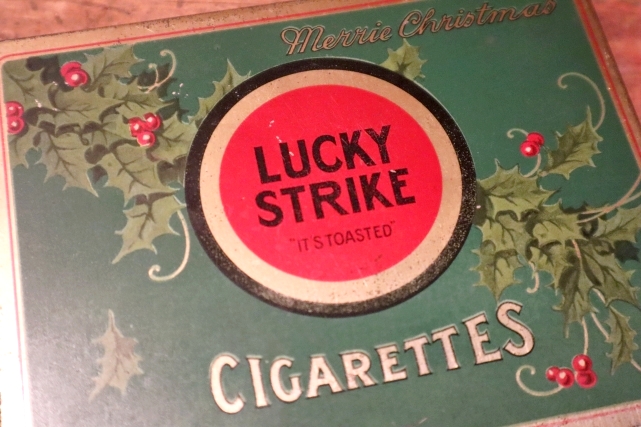 Merrie Christmas
LUCKY
STRIKE
"IT'S TOASTED"
CIGARETTES